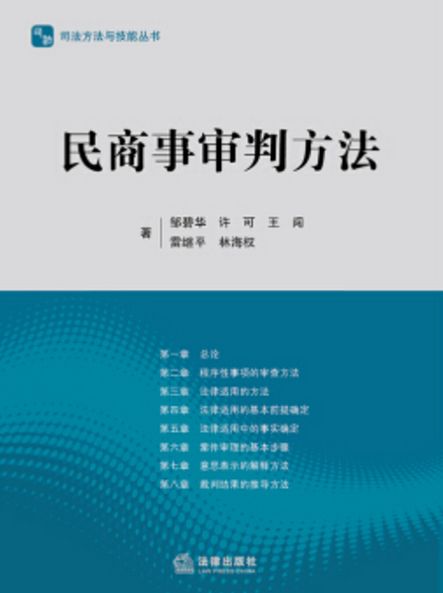 司法方法与技能丛书
民商事审判方法
著
邹碧华 许可 王闯
雷继平 林海权
第一章 总论
第二章 程序性事项的审查方法
第三章 法律适用的方法
第四章 法律适用的基本前提确定
第五章 法律适用中的事实确定
第六章 案件审理的基本步骤
第七章 意思表示的解释方法
第八章 裁判结果的推导方法
法律出版社
LAW PRESS·CHINA